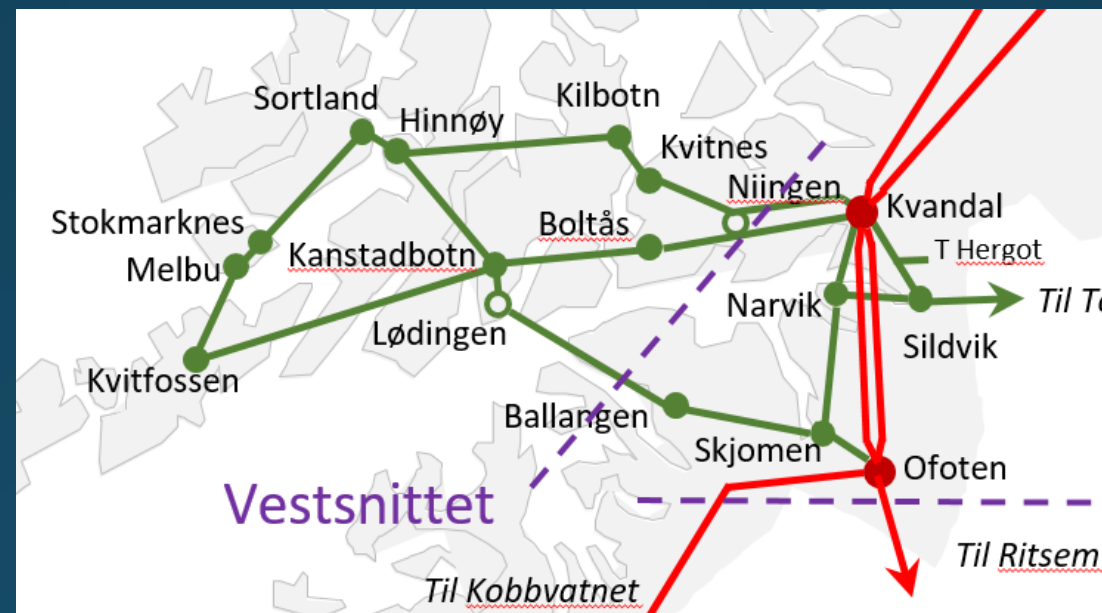 Sortland
Kilbotn
Hinnøy
Kvitnes
Niingen
Kvandal
Stokmarknes
Boltås
Kanstadbotn
T Hergot
Melbu
Narvik
Til
Lødingen
Sildvik
Kvitfossen
Ballangen
Skjomen
Ofoten
Vestsnittet
Til Ritsem
Til Kobbvatnet